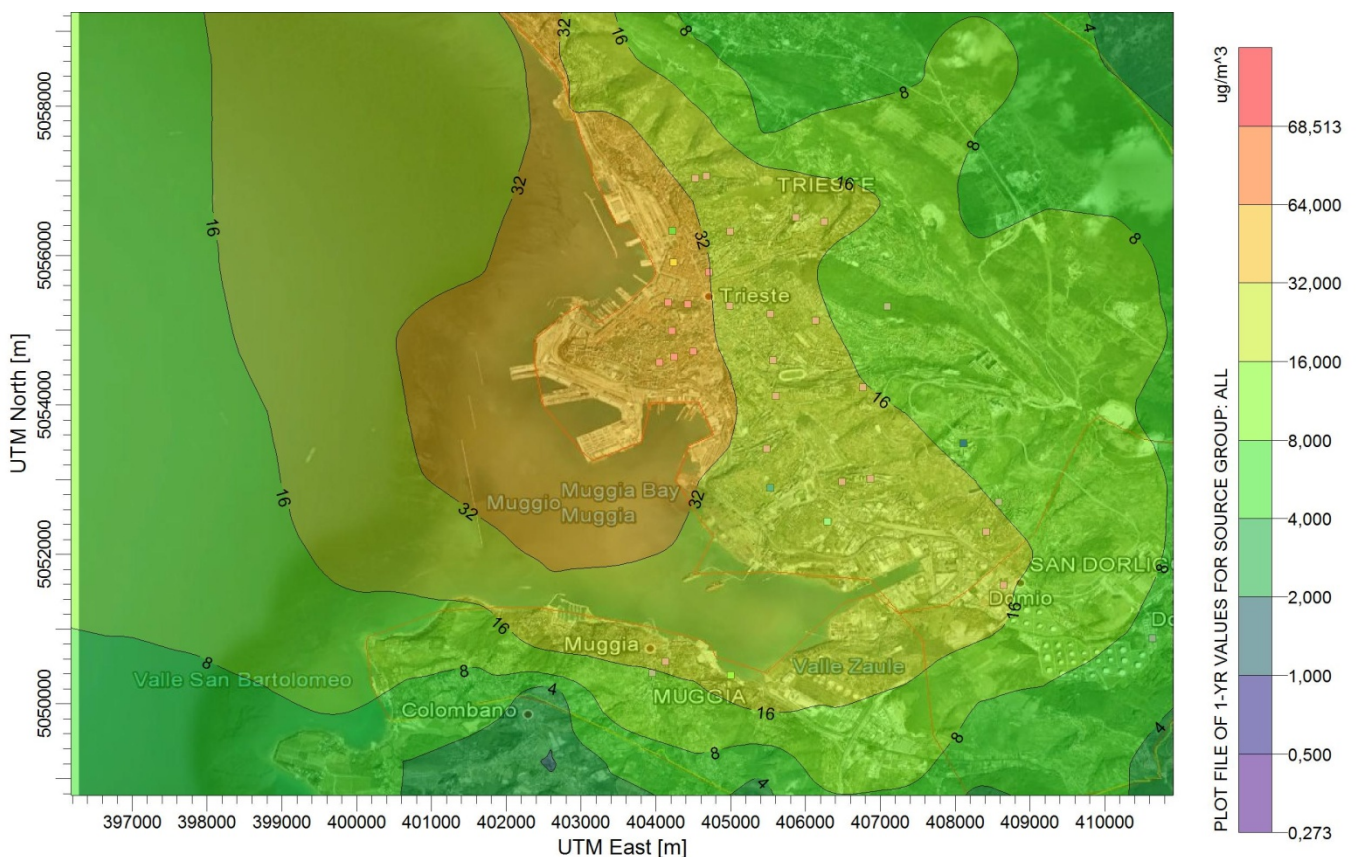 32
16
8
4
8
8
16
TRIESTE
32
16
32
8
Trieste
16
Muggia Bay
Muggio
Muggia
32
16
32
SAN DORLIG
Domio
16
8
Do
16
Muggia
Valle Zaule
8
Valle San Bartolomeo
8
MUGGIA
16
4
Colombano
8
8
4
4
UTM North [m]
5058000
5056000
5054000
5052000
5050000
397000 398000 399000 400000 401000 402000 403000 404000 405000 406000 407000 408000 409000 410000
UTM East [m]
ug/m^3
PLOT FILE OF 1-YR VALUES FOR SOURCE GROUP: ALL
68,513
64,000
32,000
16,000
8,000
4,000
2,000
1,000
0,500
0,273